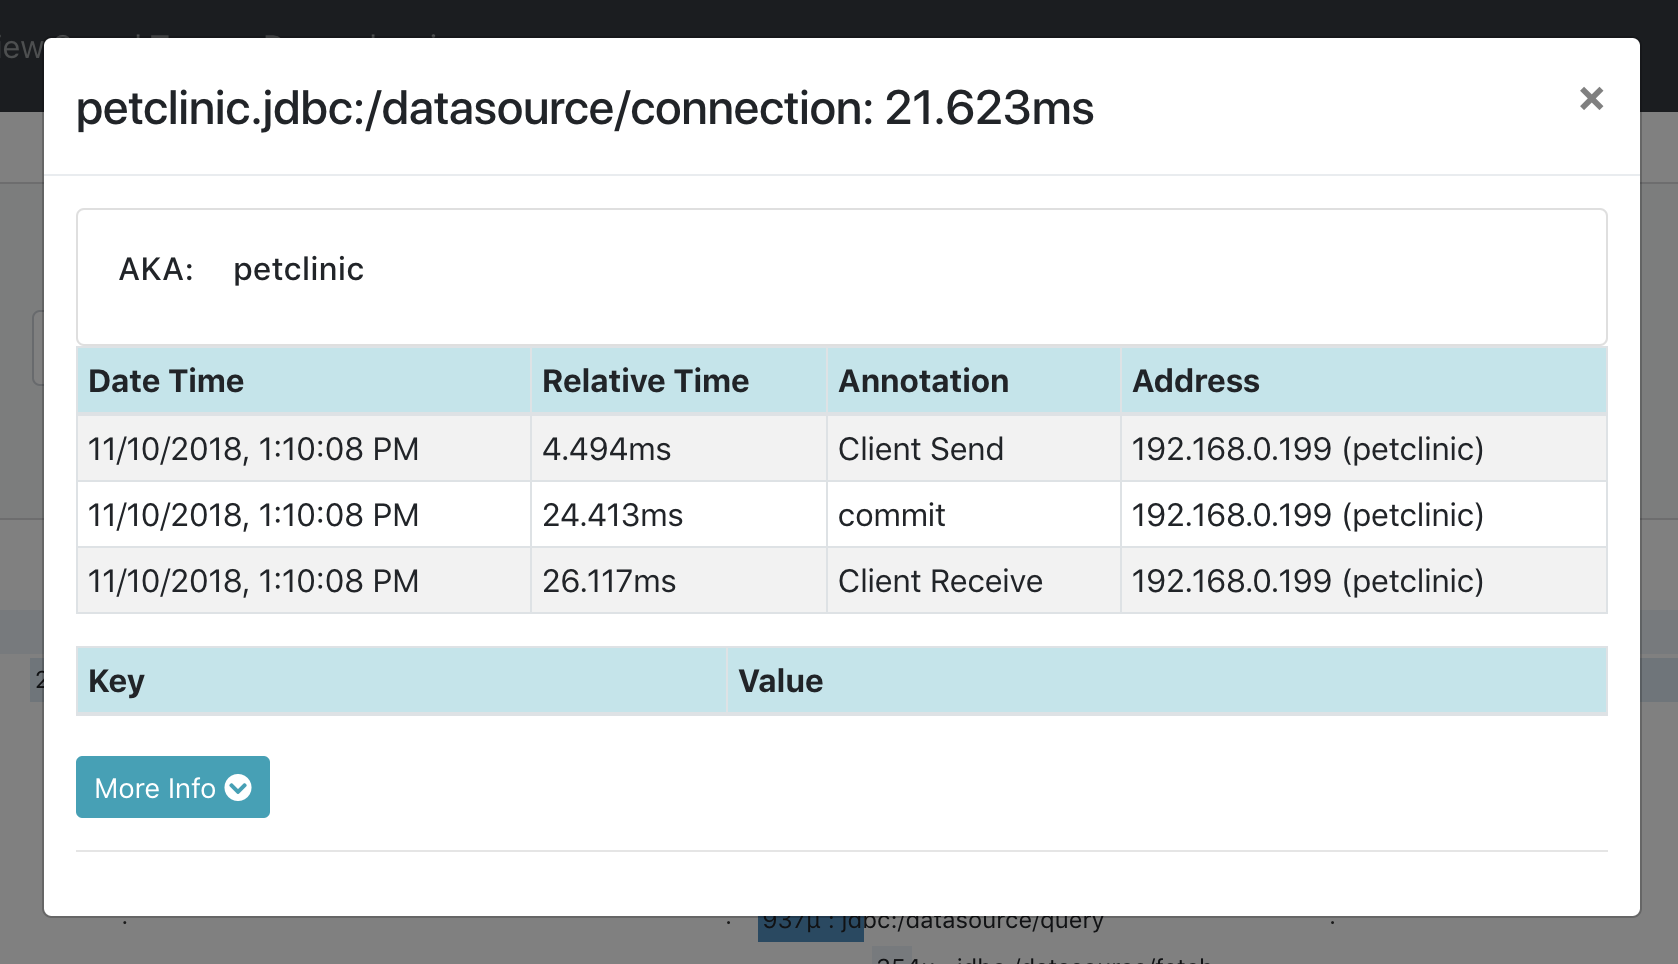 petclinic.jdbc:/datasource/connection: 21.623ms
×
AKA: petclinic
Date Time Relative Time Annotation Address
11/10/2018, 1:10:08 PM 4.494ms Client Send 192.168.0.199 (petclinic)
11/10/2018, 1:10:08 PM 24.413ms commit 192.168.0.199 (petclinic)
11/10/2018, 1:10:08 PM 26.117ms Client Receive 192.168.0.199 (petclinic)
Key Value
More Info
937μ : jdbc:/datasource/query